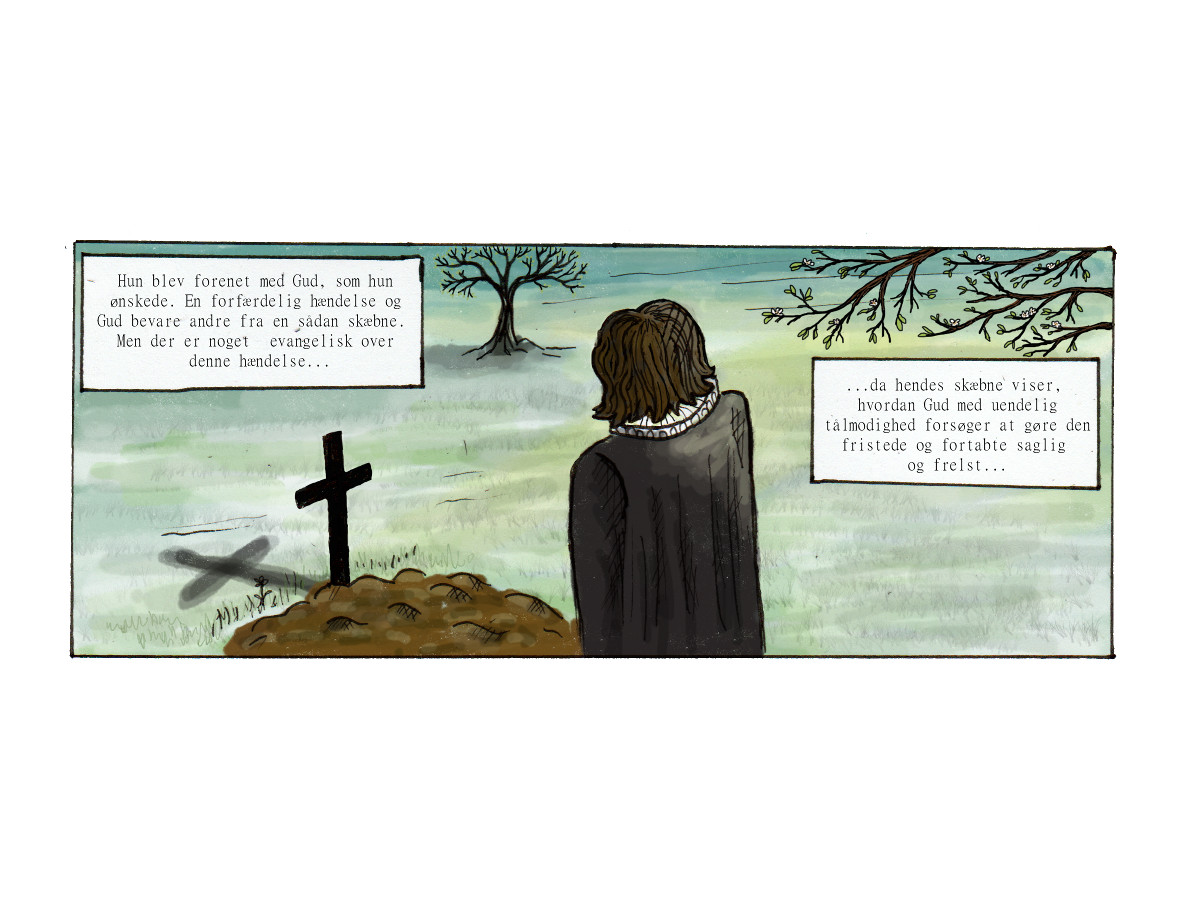 Hun blev forenet med Gud, som hun
ønskede. En forfærdelig hændelse og
Gud bevare andre fra en sådan skæbne.
Men der er noget evangelisk over
denne hændelse...
...da hendes skæbne viser,
hvordan Gud med uendelig
tålmodighed forsøger at gøre den
fristede og fortabte saglig
og frelst...